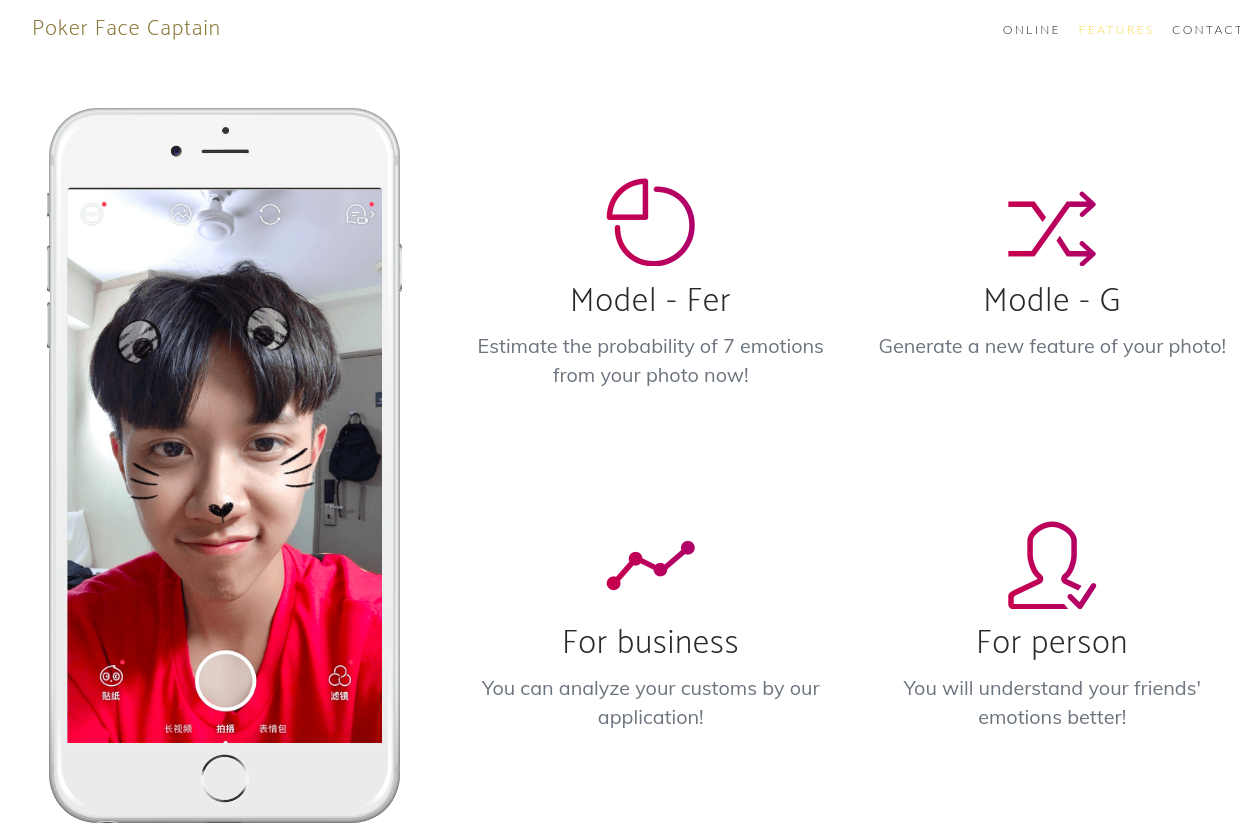 Poker Face Captain
ONLINE FEATURES CONTACT
Model - Fer
Estimate the probability of 7 emotions
from your photo now!
Modle - G
Generate a new feature of your photo!
贴纸
滤镜
长视频 拍摄 表情包
For business
You can analyze your customs by our
application!
For person
You will understand your friends'
emotions better!